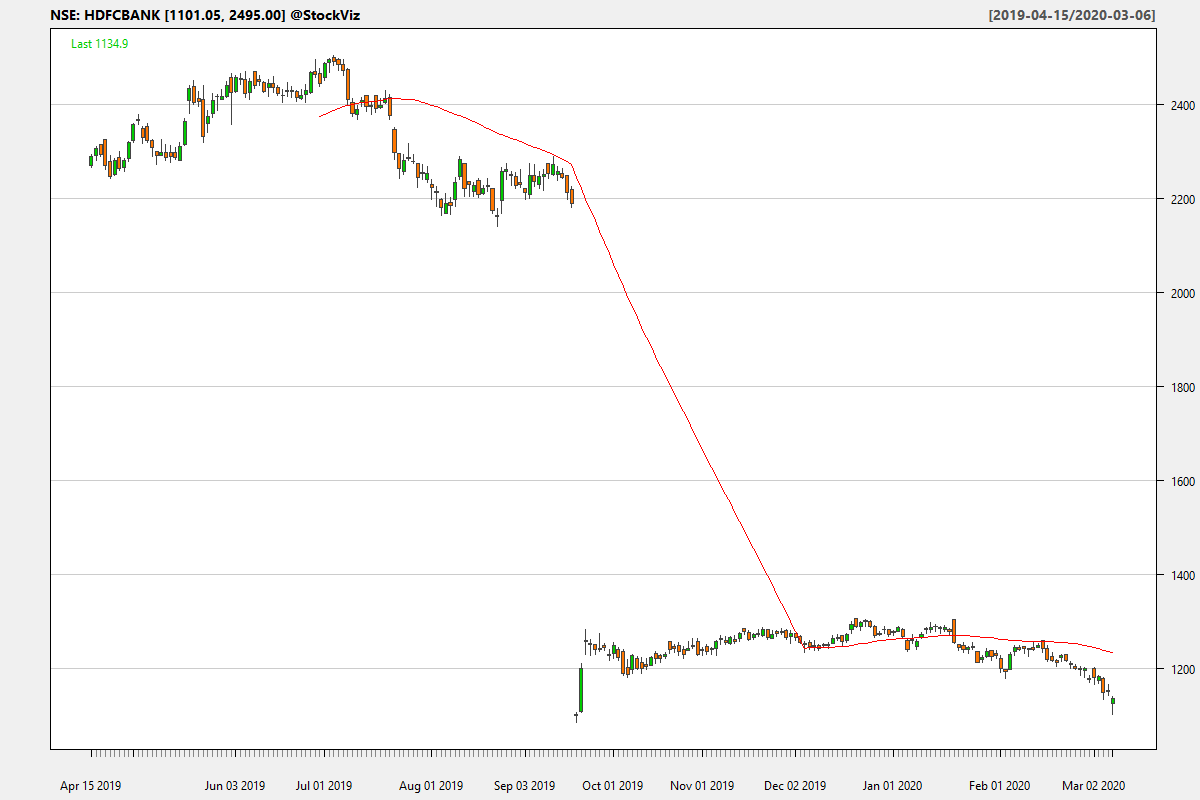 NSE: HDFCBANK [1101.05, 2495.00] @StockViz [2019-04-15/2020-03-06]
Last 1134.9
2400
2200
2000
1800
1600
1400
1200
Apr 15 2019 Jun 03 2019 Jul 01 2019 Aug 01 2019 Sep 03 2019 Oct 01 2019 Nov 01 2019 Dec 02 2019 Jan 01 2020 Feb 01 2020 Mar 02 2020